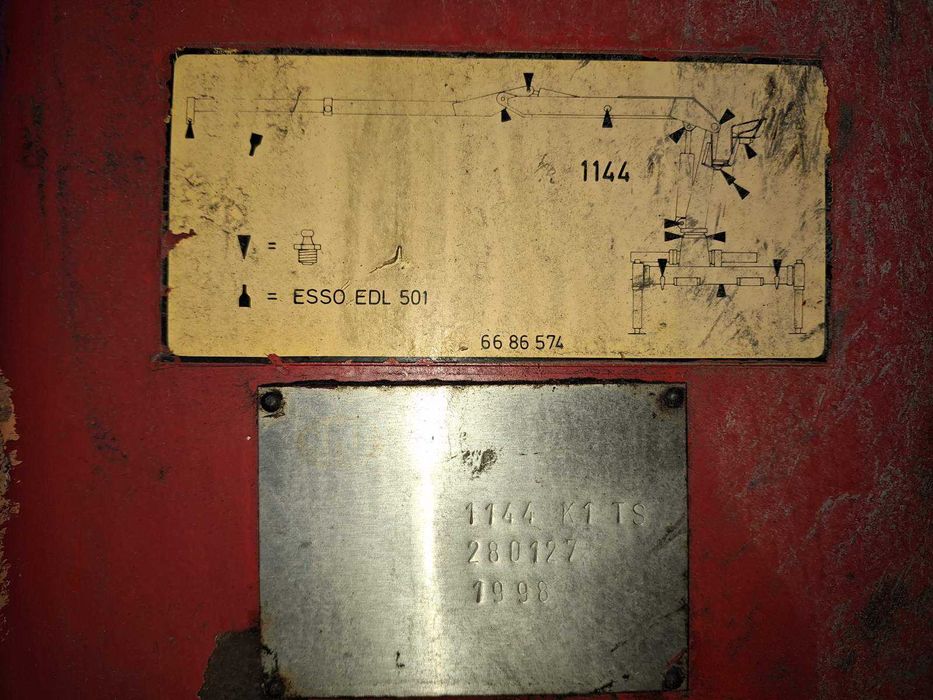 1144
=
= ESSO EDL 501
66 86 574
1144 K1 TS
280127
1998